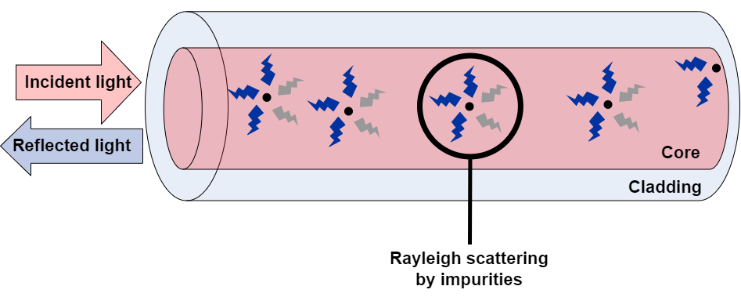 Incident light
Reflected light
Core
Cladding
Rayleigh scattering
by impurities